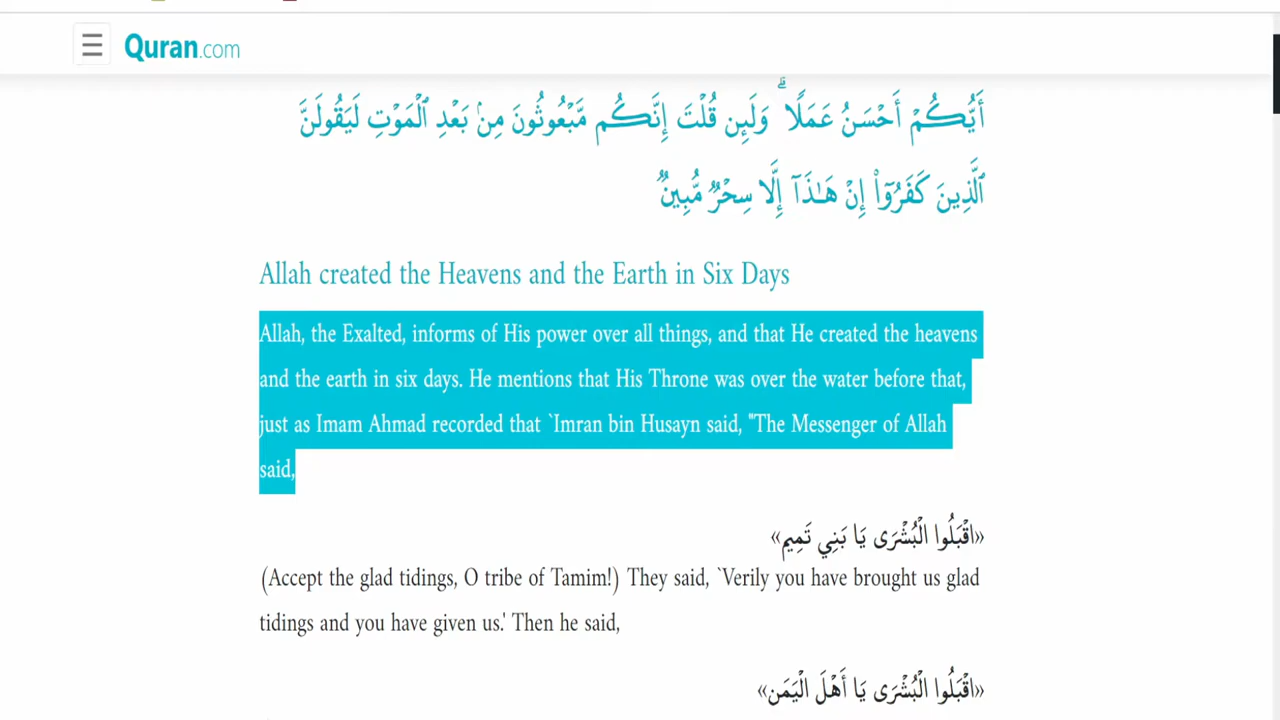 Quran.com
أَيُّكُمْ أَحْسَنُ عَمَلًا ۗ وَلَئِن قُلْتَ إِنَّكُم مَّبْعُوثُونَ مِنۢ بَعْدِ ٱلْمَوْتِ لَيَقُولَنَّ
ٱلَّذِينَ كَفَرُوٓا۟ إِنْ هَـٰذَآ إِلَّا سِحْرٌ مُّبِينٌ
Allah created the Heavens and the Earth in Six Days
Allah, the Exalted, informs of His power over all things, and that He created the heavens
and the earth in six days. He mentions that His Throne was over the water before that,
just as Imam Ahmad recorded that `Imran bin Husayn said, "The Messenger of Allah
said,
«اقْبَلُوا الْبُشْرَى يَا بَنِي تَمِيم»
(Accept the glad tidings, O tribe of Tamim!) They said, `Verily you have brought us glad
tidings and you have given us.' Then he said,
«اقْبَلُوا الْبُشْرَى يَا أَهْلَ الْيَمَن»